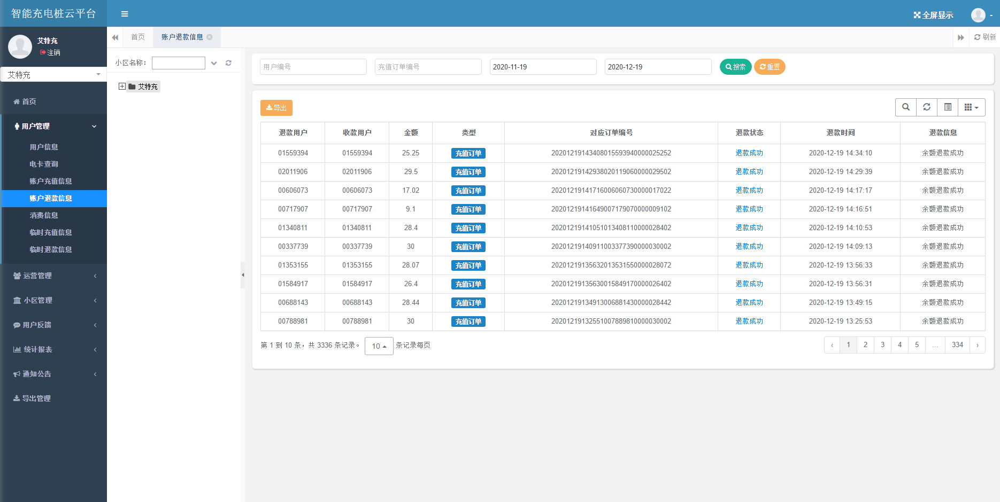 智能充电桩云平台
全屏显示
-
艾特充
注销
艾特充
首页
用户管理
用户信息
电卡查询
账户充值信息
账户退款信息
消费信息
临时充值信息
临时退款信息
运营管理
小区管理
用户反馈
统计报表
通知公告
导出管理
首页
账户退款信息
刷新
小区名称：
艾特充
用户编号
充值订单编号
2020-11-19
2020-12-19
搜索
重置
导出
退款用户 收款用户 金额 类型 对应订单编号 退款状态 退款时间 退款信息
01559394 01559394 25.25 充值订单 20201219143408015593940000025252 退款成功 2020-12-19 14:34:10 余额退款成功
02011906 02011906 29.5 充值订单 20201219142938020119060000029502 退款成功 2020-12-19 14:29:39 余额退款成功
00606073 00606073 17.02 充值订单 20201219141716006060730000017022 退款成功 2020-12-19 14:17:17 余额退款成功
00717907 00717907 9.1 充值订单 20201219141649007179070000009102 退款成功 2020-12-19 14:16:51 余额退款成功
01340811 01340811 28.4 充值订单 20201219141051013408110000028402 退款成功 2020-12-19 14:10:53 余额退款成功
00337739 00337739 30 充值订单 20201219140911003377390000030002 退款成功 2020-12-19 14:09:13 余额退款成功
01353155 01353155 28.07 充值订单 20201219135632013531550000028072 退款成功 2020-12-19 13:56:33 余额退款成功
01584917 01584917 26.4 充值订单 20201219135630015849170000026402 退款成功 2020-12-19 13:56:31 余额退款成功
00688143 00688143 28.44 充值订单 20201219134913006881430000028442 退款成功 2020-12-19 13:49:15 余额退款成功
00788981 00788981 30 充值订单 20201219132551007889810000030002 退款成功 2020-12-19 13:25:53 余额退款成功
第 1 到 10 条，共 3336 条记录。 10 条记录每页
‹ 1 2 3 4 5 ... 334 ›